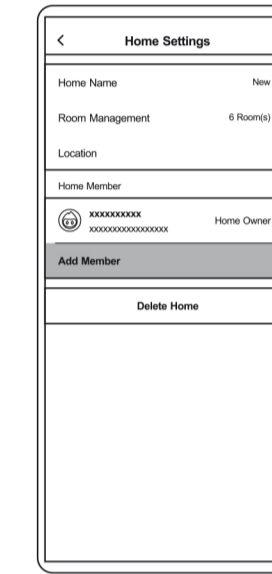 Home Settings
Home Name New
Room Management 6 Room(s)
Location
Home Member
xxxxxxxxxx
xxxxxxxxxxxxxxxxx Home Owner
Add Member
Delete Home